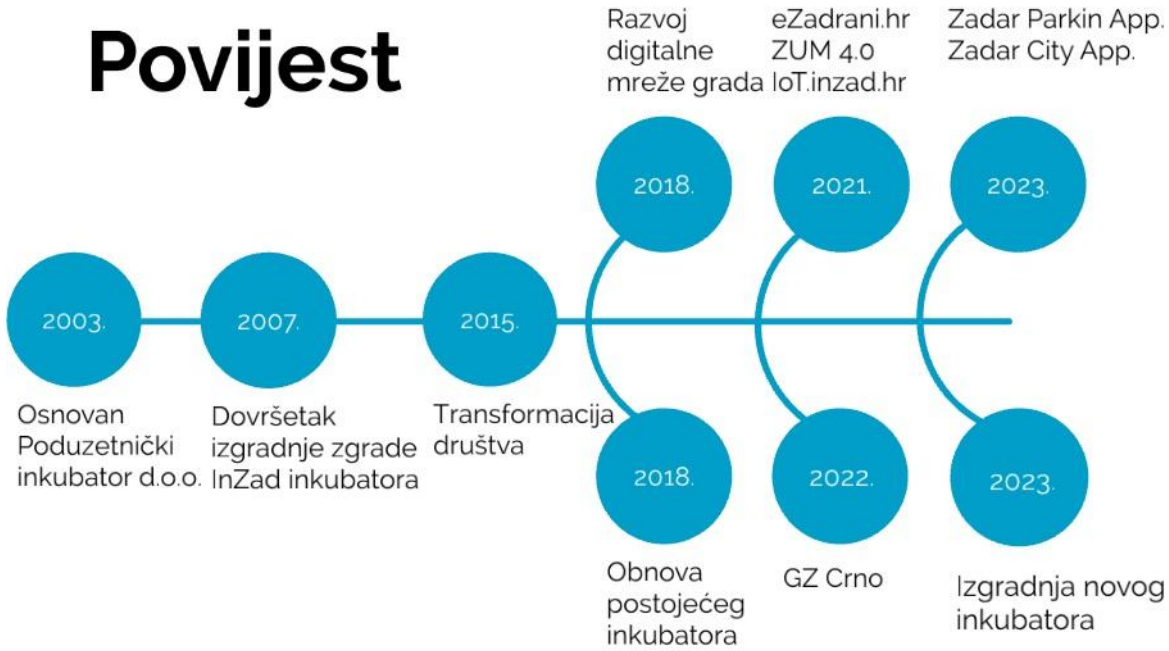 Povijest
Razvoj
digitalne
mreže grada
eZadrani.hr
ZUM 4.0
IoT.inzad.hr
Zadar Parkin App.
Zadar City App.
2018.
2021.
2023.
2003.
2007.
2015.
Osnovan
Poduzetnički
inkubator d.o.o.
Dovršetak
izgradnje zgrade
InZad inkubatora
Transformacija
društva
2018.
2022.
2023.
Obnova
postojećeg
inkubatora
GZ Crno
Izgradnja novog
inkubatora